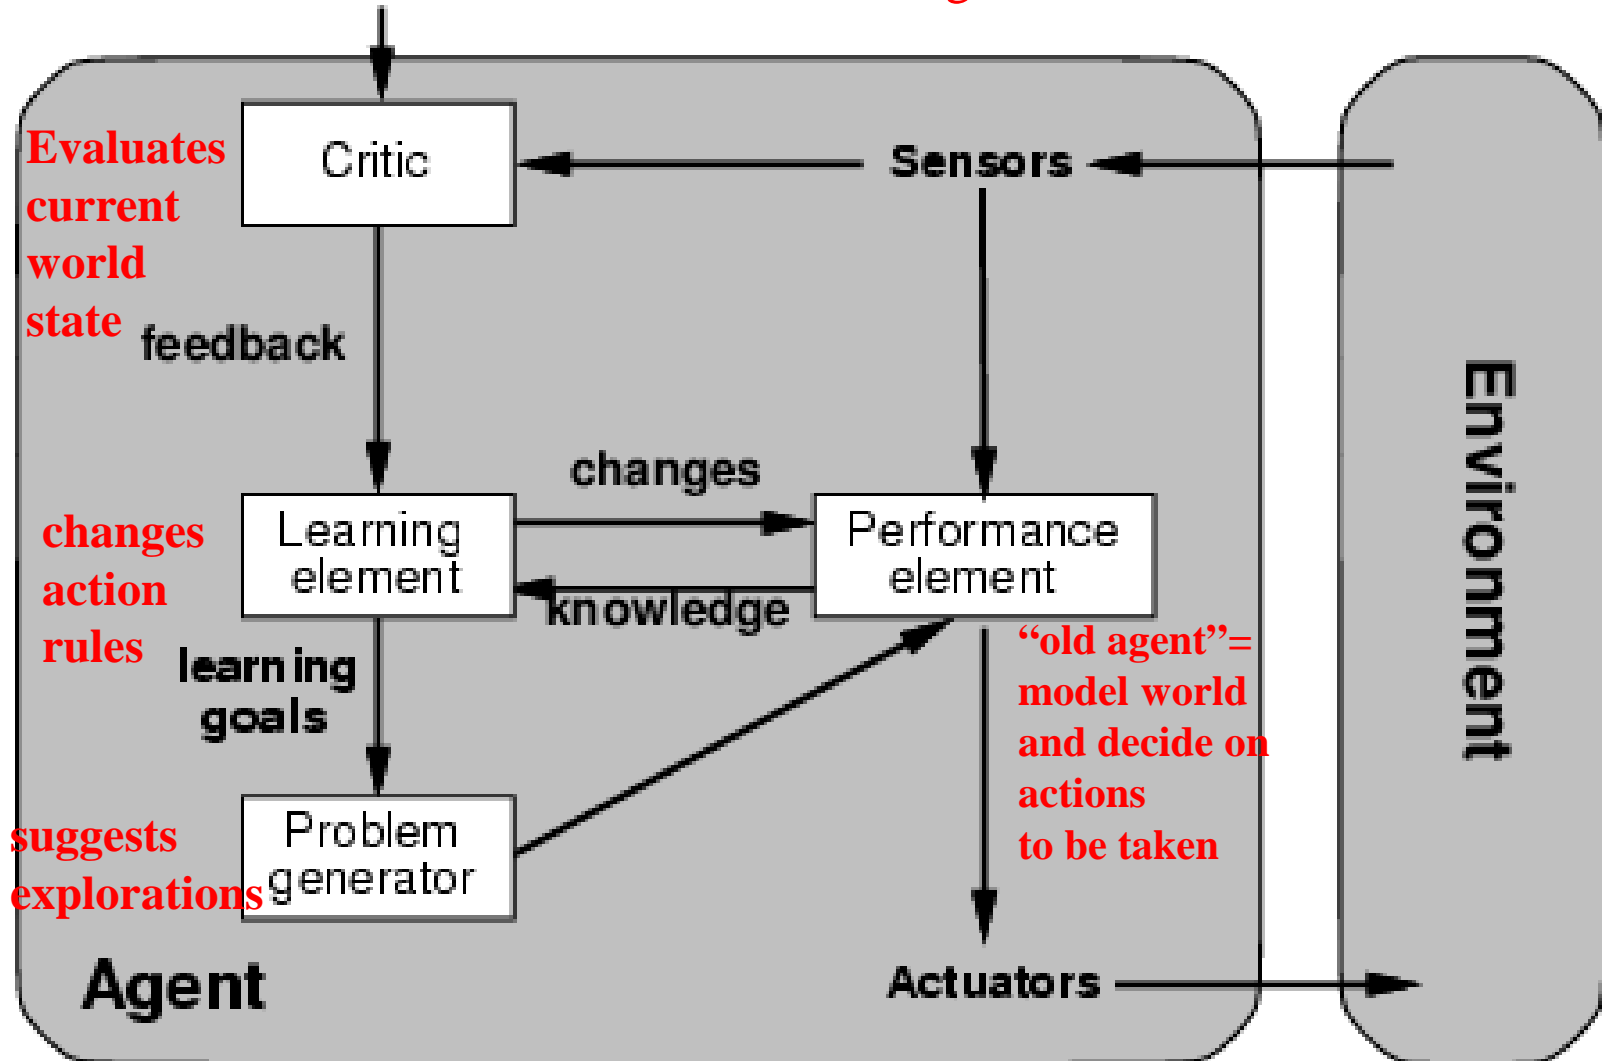 Evaluates
current
world
state
Critic
Sensors
feedback
changes
changes
action
rules
Learning
element
Performance
element
knowledge
learning
goals
“old agent”=
model world
and decide on
actions
to be taken
suggests
explorations
Problem
generator
Agent
Actuators
Environment